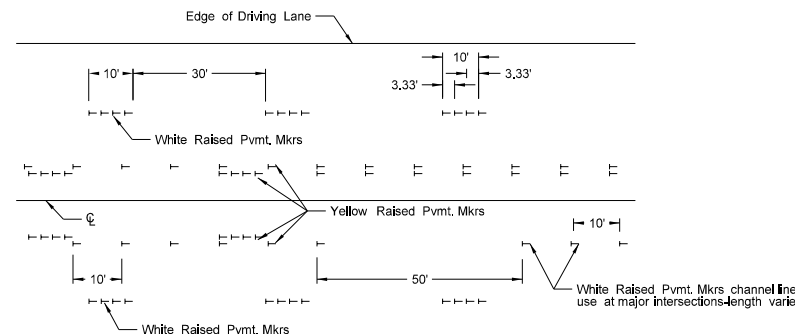 Edge of Driving Lane
10'
30'
10'
3.33'
3.33'
White Raised Pvmt. Mkrs
Yellow Raised Pvmt. Mkrs
℄
10'
10'
50'
White Raised Pvmt. Mkrs channel line
use at major intersections-length varie
White Raised Pvmt. Mkrs